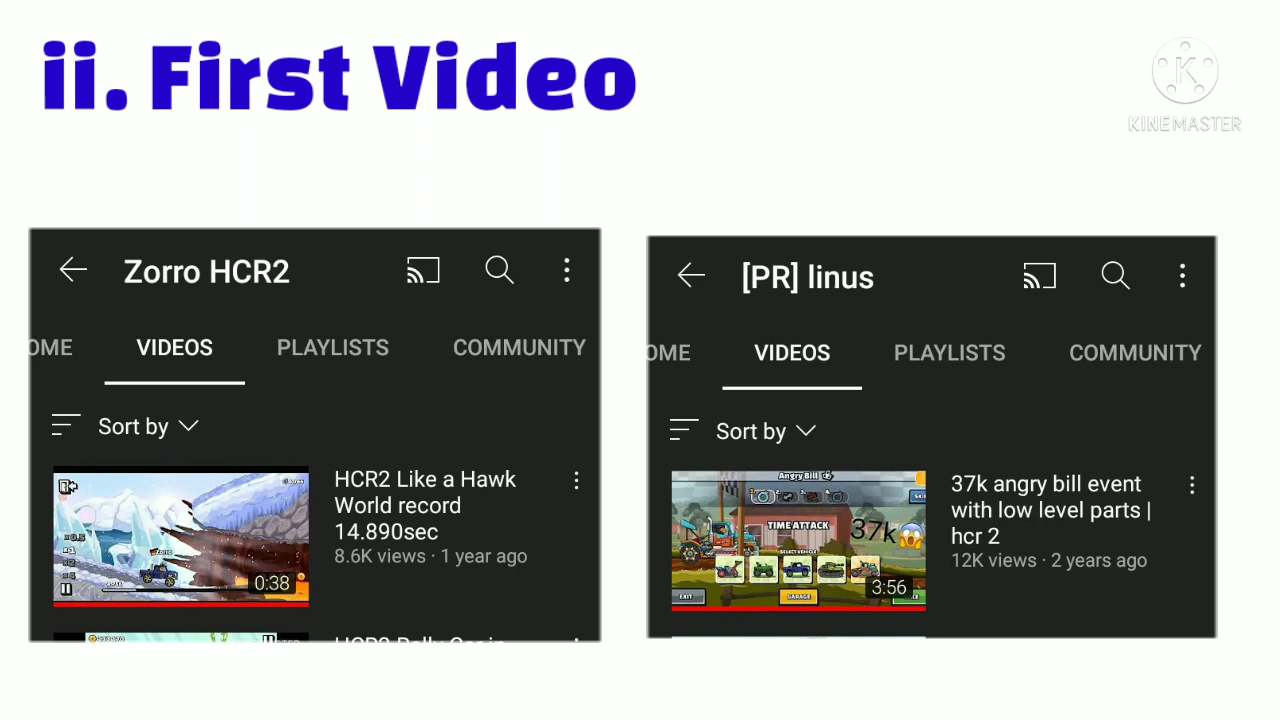 ii. First Video
KINEMASTER
Zorro HCR2
OME VIDEOS PLAYLISTS COMMUNITY
Sort by
HCR2 Like a Hawk
World record
14.890sec
8.6K views · 1 year ago
Zorro
0:38
[PR] linus
OME VIDEOS PLAYLISTS COMMUNITY
Sort by
Angry Bill
TIME ATTACK
37k
SELECT VEHICLE
EXIT
GARAGE
3:56
37k angry bill event
with low level parts |
hcr 2
12K views · 2 years ago